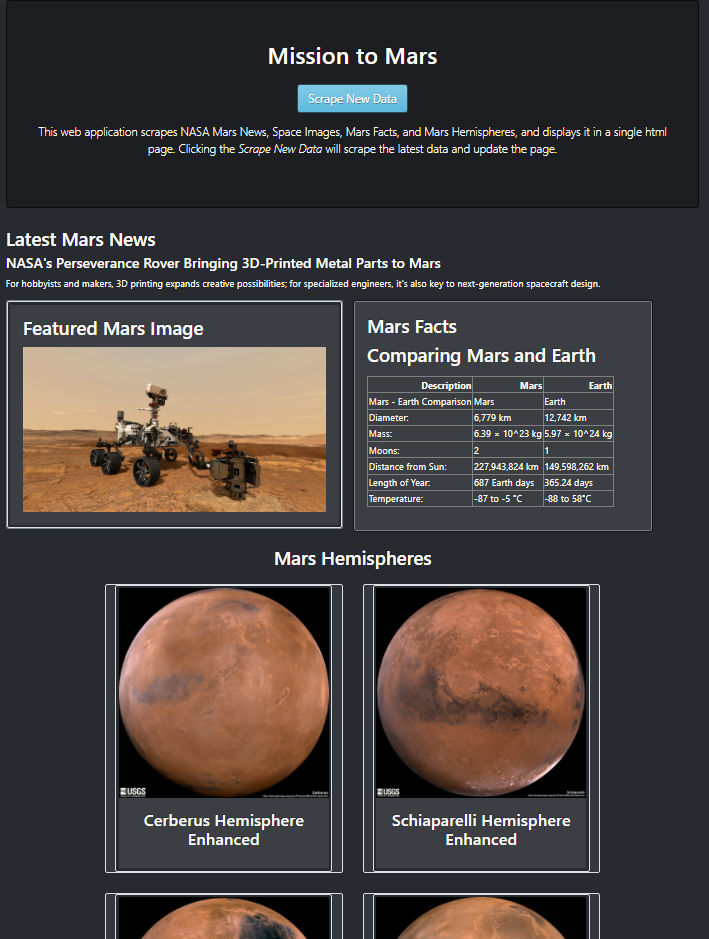 Mission to Mars
Scrape New Data
This web application scrapes NASA Mars News, Space Images, Mars Facts, and Mars Hemispheres, and displays it in a single html
page. Clicking the Scrape New Data will scrape the latest data and update the page.
Latest Mars News
NASA's Perseverance Rover Bringing 3D-Printed Metal Parts to Mars
For hobbyists and makers, 3D printing expands creative possibilities; for specialized engineers, it's also key to next-generation spacecraft design.
Featured Mars Image
Mars Facts
Comparing Mars and Earth
Description Mars Earth
Mars - Earth Comparison Mars Earth
Diameter: 6,779 km 12,742 km
Mass: 6.39 × 10^23 kg 5.97 × 10^24 kg
Moons: 2 1
Distance from Sun: 227,943,824 km 149,598,262 km
Length of Year: 687 Earth days 365.24 days
Temperature: -87 to -5 °C -88 to 58°C
Mars Hemispheres
USGS Cerberus
USGS Schiaparelli
Cerberus Hemisphere
Enhanced
Schiaparelli Hemisphere
Enhanced